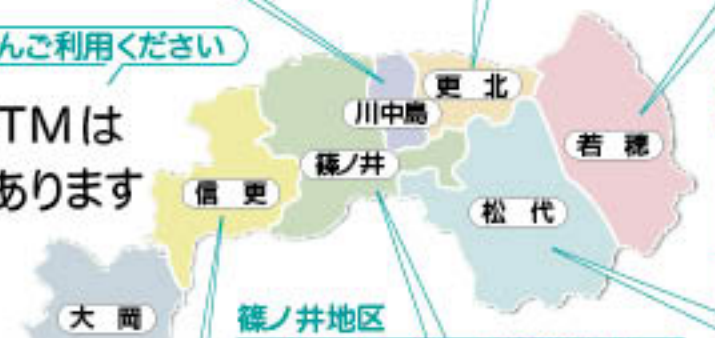 んご利用ください
TMは
あります
更北
川中島
若穂
篠ノ井
信更
松代
大岡
篠ノ井地区